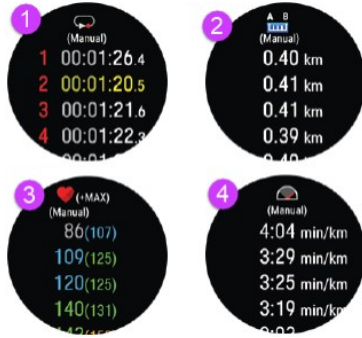 1
(Manual)
1 00:01:26.4
2 00:01:20.5
3 00:01:21.6
4 00:01:22.3
2
A B
(Manual)
0.40 km
0.41 km
0.41 km
0.39 km
3
(+MAX)
(Manual)
86(107)
109(125)
120(125)
140(131)
4
(Manual)
4:04 min/km
3:29 min/km
3:25 min/km
3:19 min/km